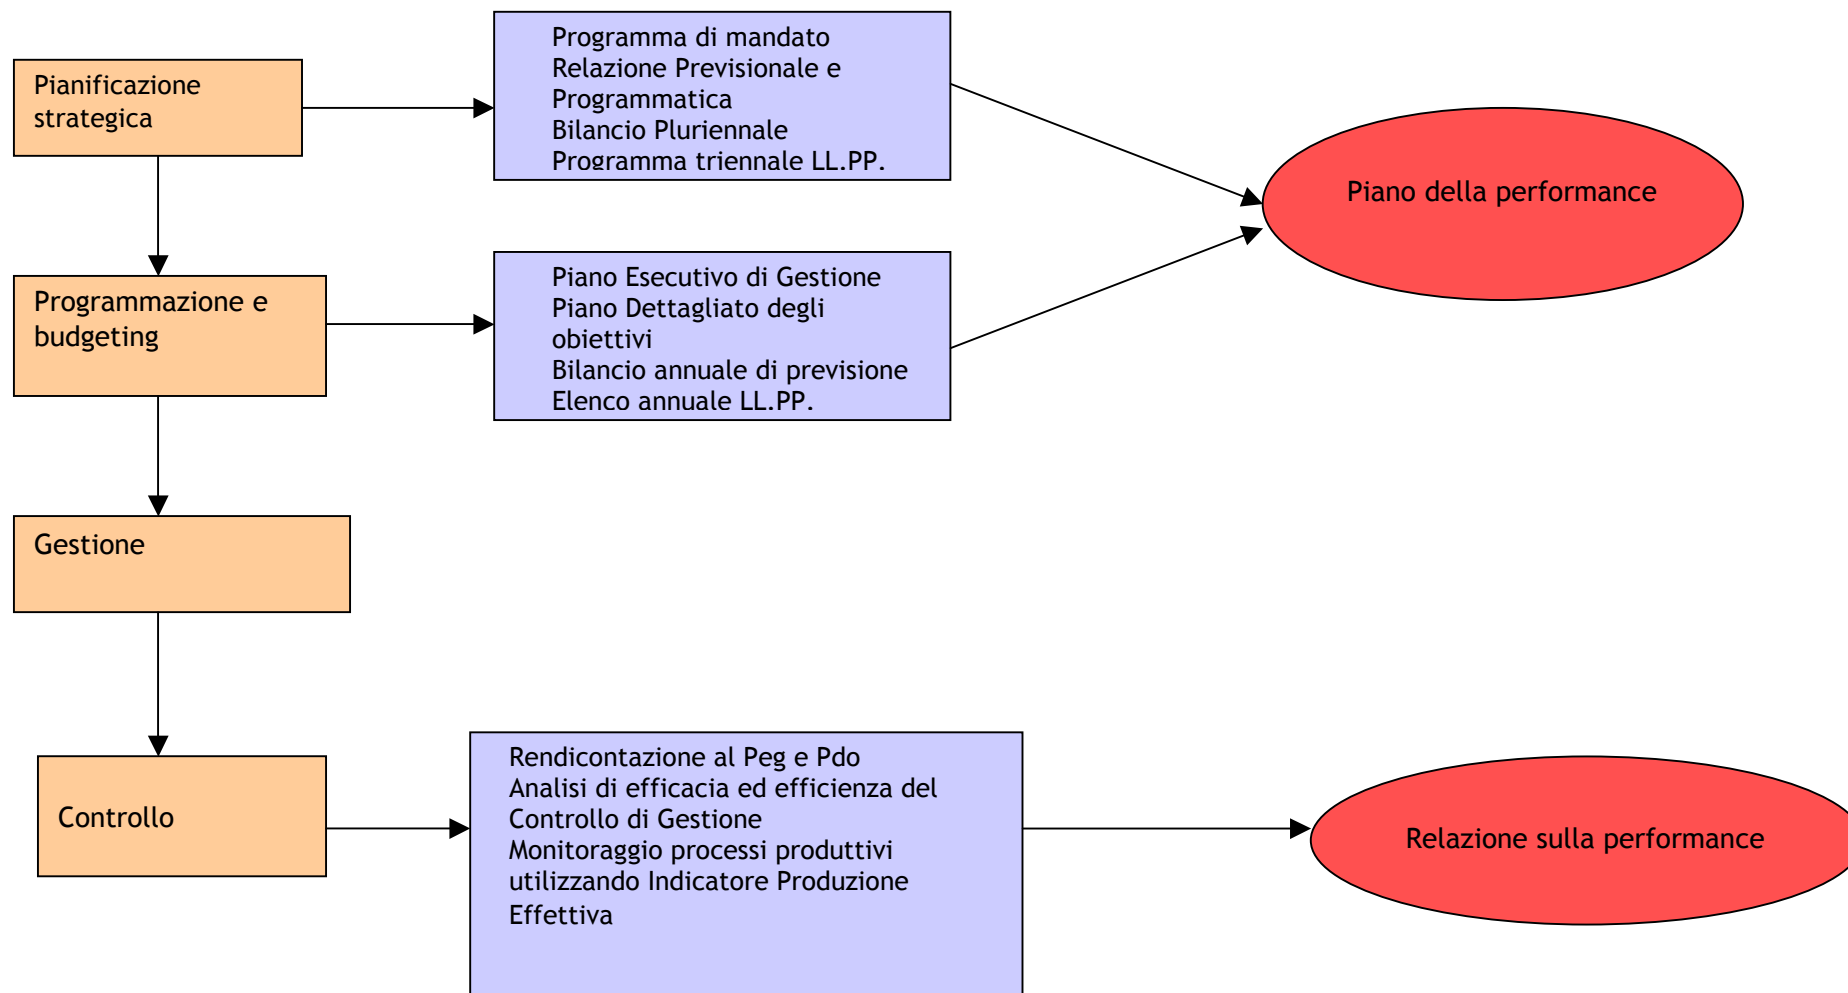 Pianificazione
strategica
Programma di mandato
Relazione Previsionale e
Programmatica
Bilancio Pluriennale
Programma triennale LL.PP.
Piano della performance
Programmazione e
budgeting
Piano Esecutivo di Gestione
Piano Dettagliato degli
obiettivi
Bilancio annuale di previsione
Elenco annuale LL.PP.
Gestione
Controllo
Rendicontazione al Peg e Pdo
Analisi di efficacia ed efficienza del
Controllo di Gestione
Monitoraggio processi produttivi
utilizzando Indicatore Produzione
Effettiva
Relazione sulla performance